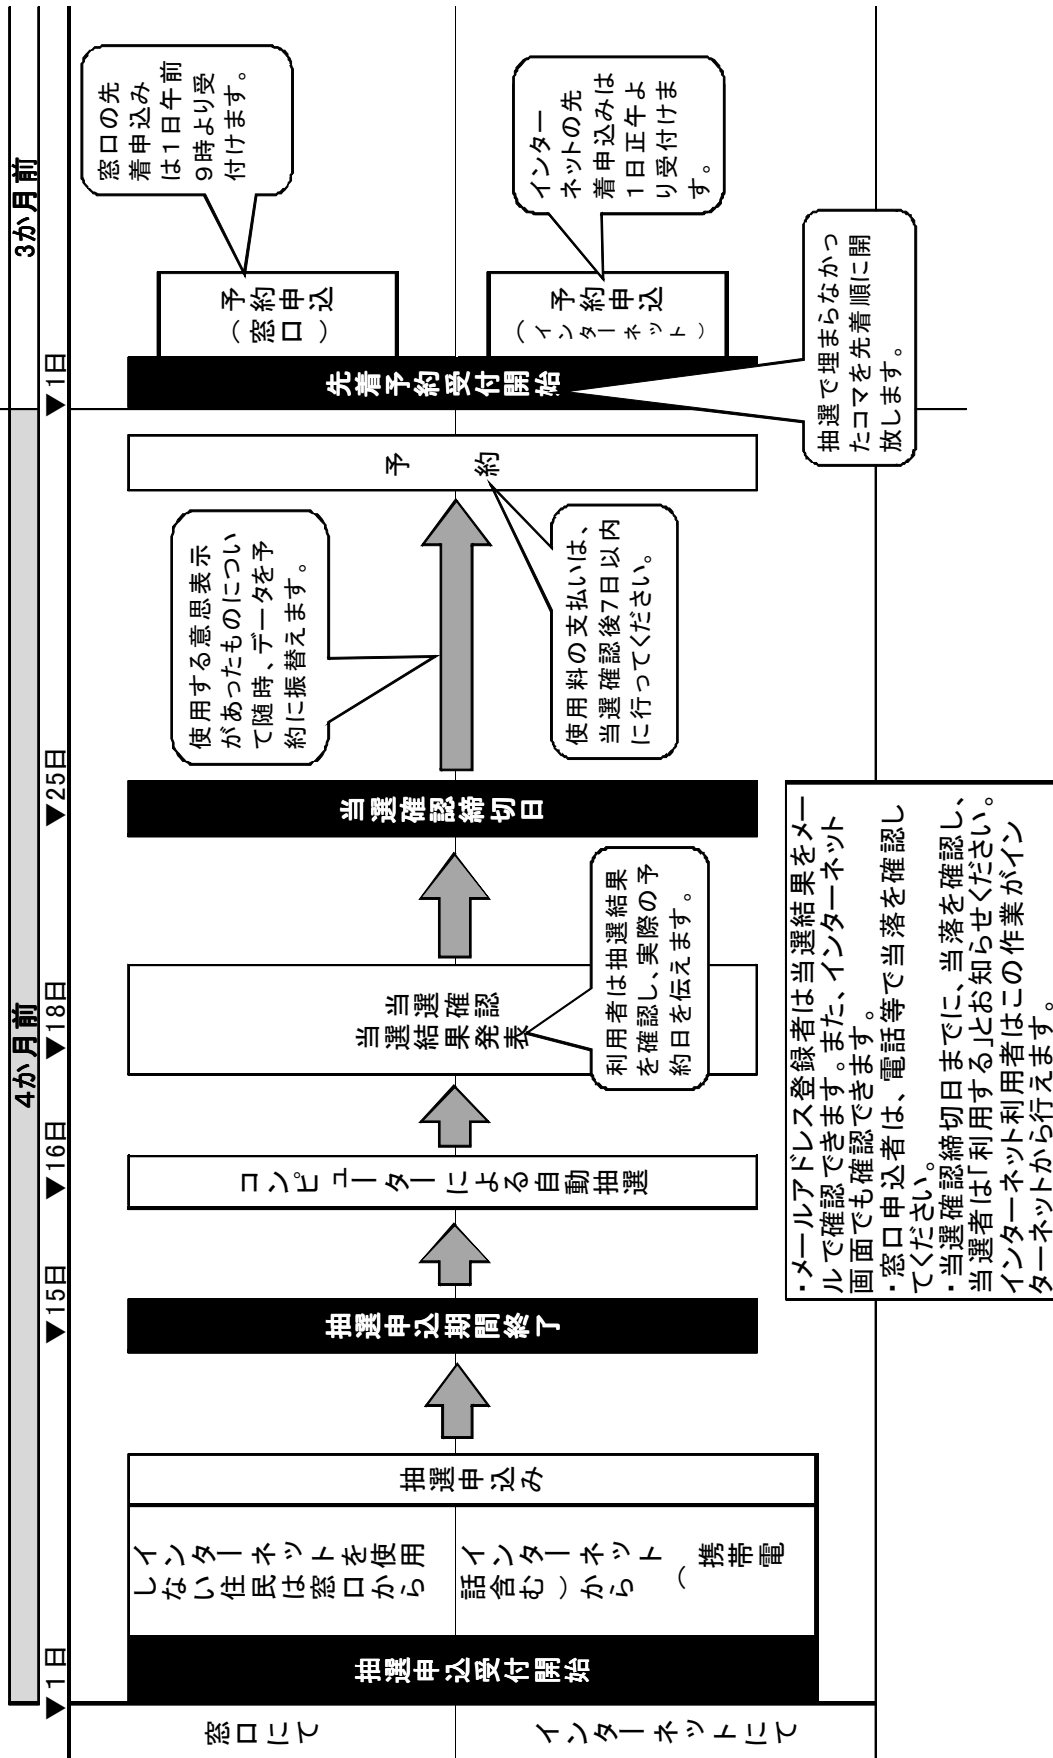 4か月前
3か月前
▼1日
▼15日
▼16日
▼18日
▼25日
▼1日
窓口にて
インターネットにて
抽選申込受付開始
インターネットを使用
しない住民は窓口から
インターネット(携帯電
話含む)から
抽選申込み
抽選申込期間終了
コンピューターによる自動抽選
当選確認
当選結果発表
利用者は抽選結果
を確認し、実際の予
約日を伝えます。
当選確認締切日
使用する意思表示
があったものについ
て随時、データを予
約に振替えます。
使用料の支払いは、
当選確認後7日以内
に行ってください。
予約
先着予約受付開始
抽選で埋まらなかっ
たコマを先着順に開
放します。
予約申込
(窓口)
予約申込
(インターネット)
窓口の先
着申込み
は1日午前
9時より受
付けます。
インター
ネットの先
着申込みは
1日正午よ
り受付けま
す。
・メールアドレス登録者は当選結果をメー
ルで確認できます。また、インターネット
画面でも確認できます。
・窓口申込者は、電話等で当落を確認し
てください。
・当選確認締切日までに、当落を確認し、
当選者は「利用する」とお知らせください。
インターネット利用者はこの作業がイン
ターネットから行えます。